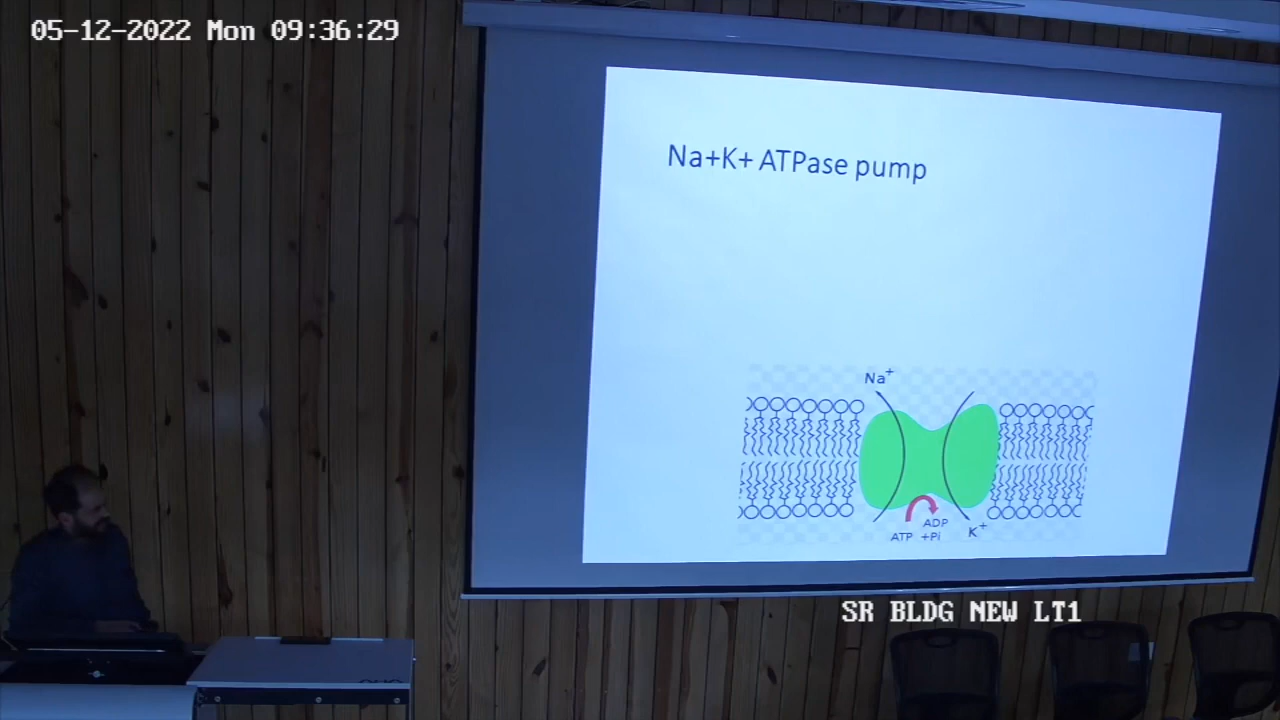 05-12-2022 Mon 09:36:29
Na+K+ ATPase pump
Na+
ADP
ATP +Pi
K+
SR BLDG NEW LT1